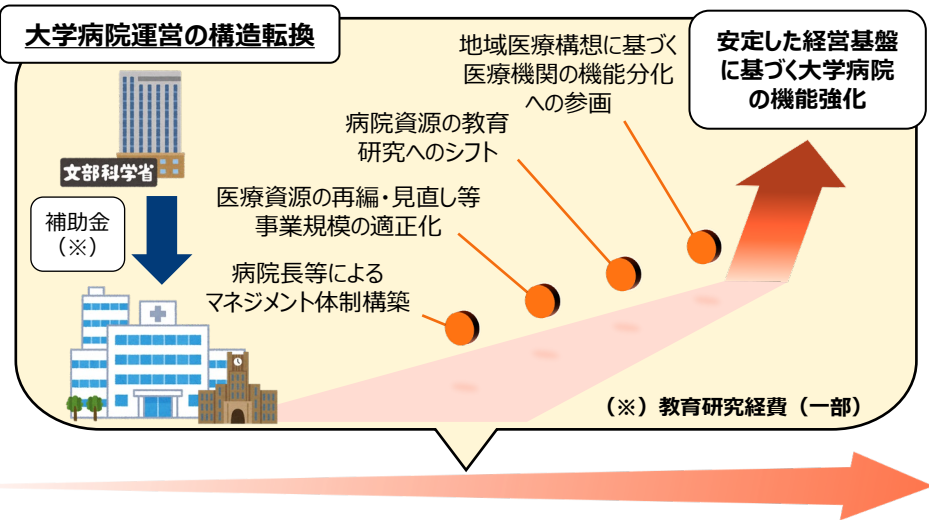 大学病院運営の構造転換
文部科学省
補助金
（※）
地域医療構想に基づく
医療機関の機能分化
への参画
病院資源の教育
研究へのシフト
医療資源の再編・見直し等
事業規模の適正化
病院長等による
マネジメント体制構築
安定した経営基盤
に基づく大学病院
の機能強化
（※）教育研究経費（一部）